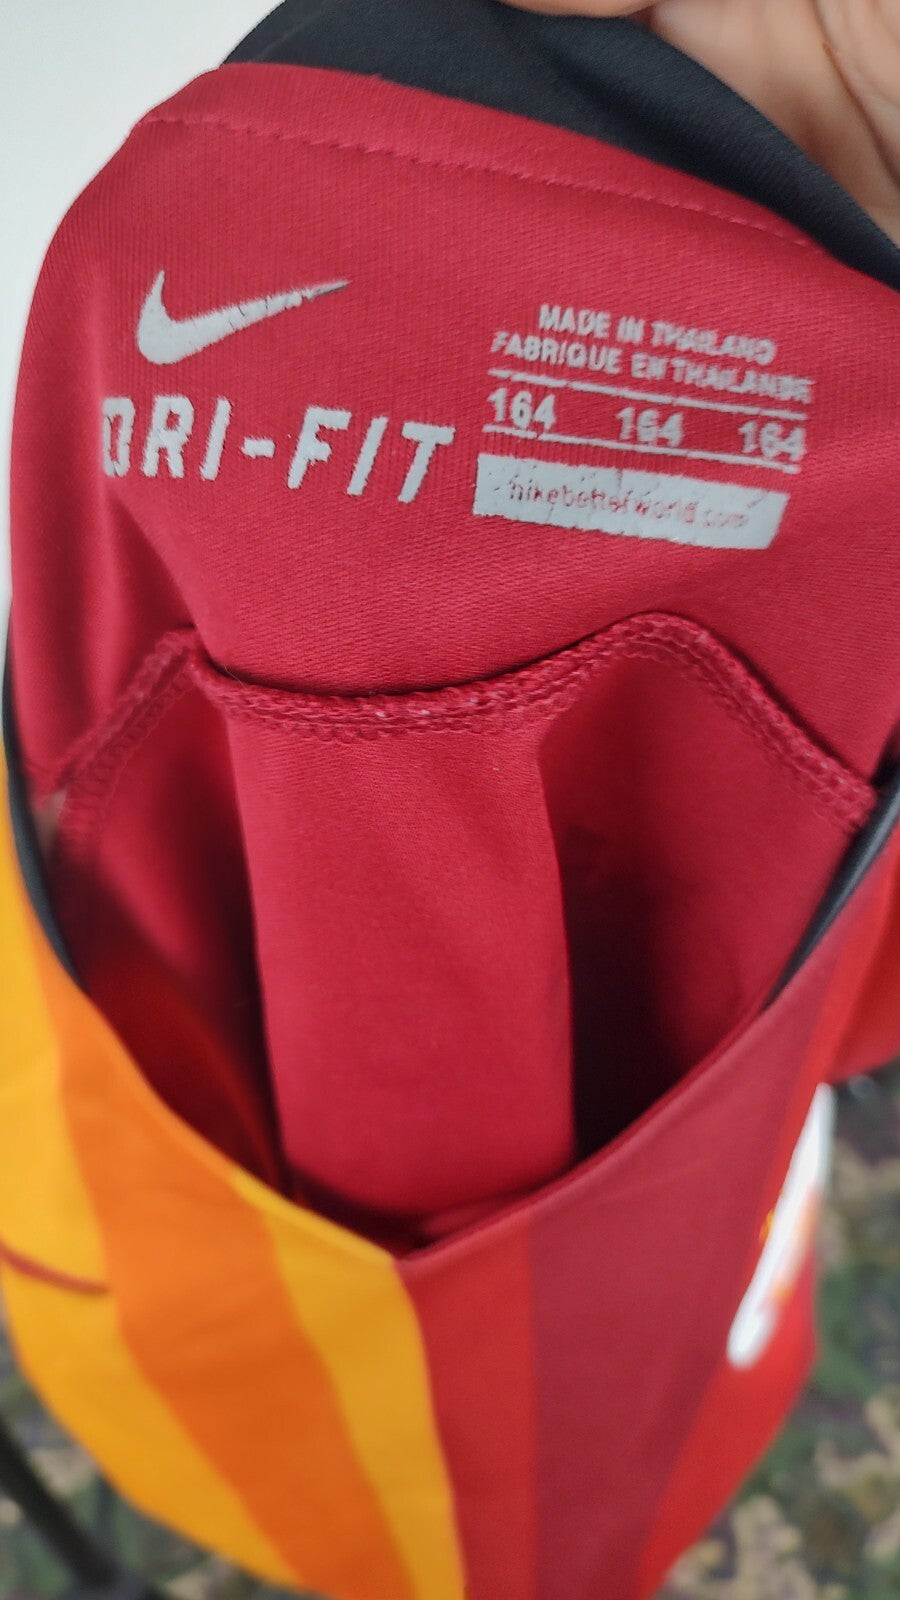 DRI-FIT
MADE IN THAILAND
FABRIQUE EN THAILANDE
164 164 164
nikebetterworld.com